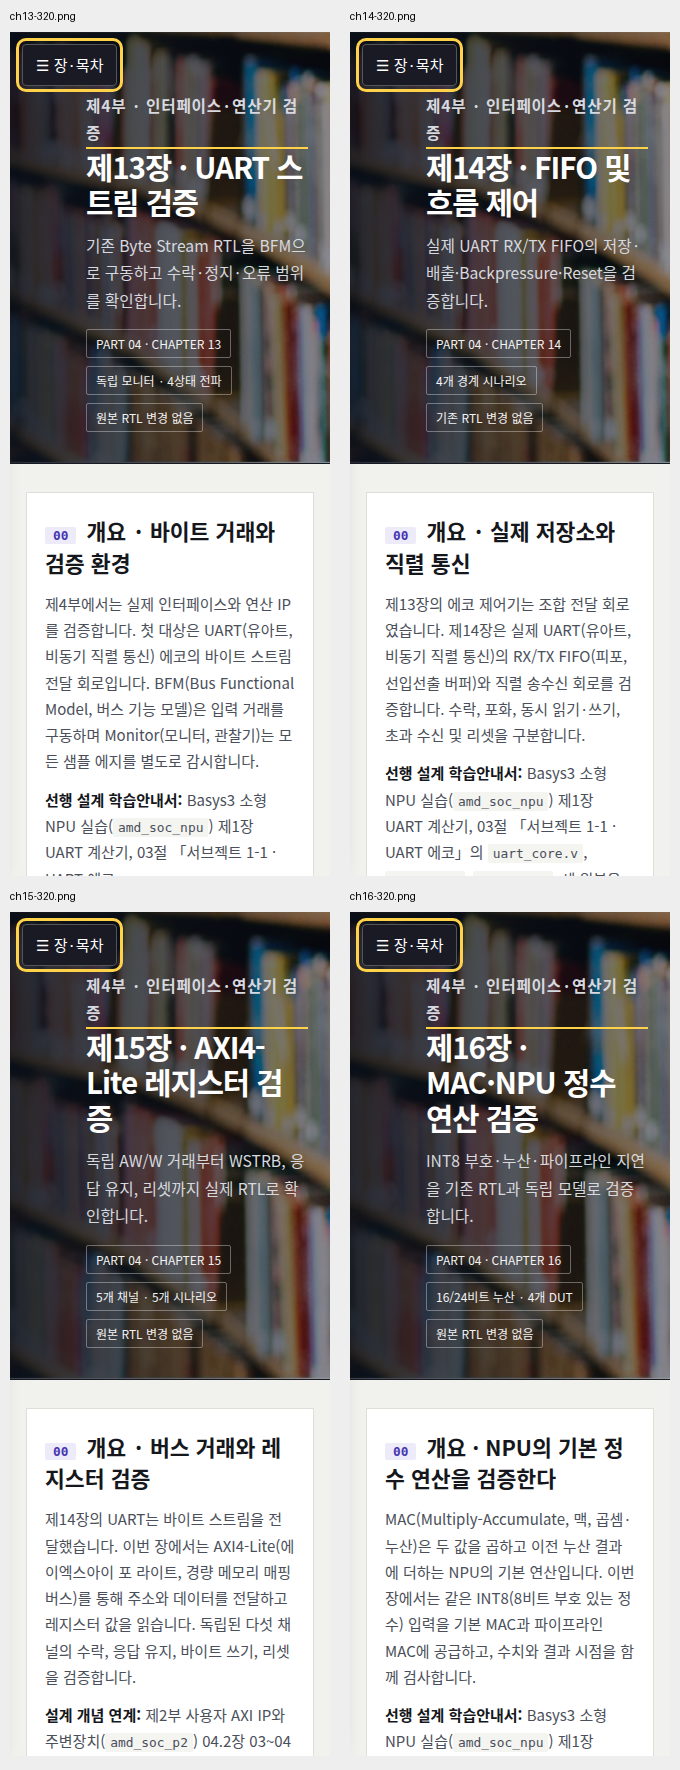 ch13-320.png
☰ 장·목차
제4부 · 인터페이스·연산기 검
증
제13장 · UART 스
트림 검증
기존 Byte Stream RTL을 BFM으
로 구동하고 수락·정지·오류 범위
를 확인합니다.
PART 04 · CHAPTER 13
독립 모니터 · 4상태 전파
원본 RTL 변경 없음
00 개요 · 바이트 거래와
검증 환경
제4부에서는 실제 인터페이스와 연산 IP
를 검증합니다. 첫 대상은 UART(유아트,
비동기 직렬 통신) 에코의 바이트 스트림
전달 회로입니다. BFM(Bus Functional
Model, 버스 기능 모델)은 입력 거래를
구동하며 Monitor(모니터, 관찰기)는 모
든 샘플 에지를 별도로 감시합니다.
선행 설계 학습안내서: Basys3 소형
NPU 실습( amd_soc_npu ) 제1장
UART 계산기, 03절 「서브젝트 1-1 ·
ch14-320.png
☰ 장·목차
제4부 · 인터페이스·연산기 검
증
제14장 · FIFO 및
흐름 제어
실제 UART RX/TX FIFO의 저장·
배출·Backpressure·Reset을 검
증합니다.
PART 04 · CHAPTER 14
4개 경계 시나리오
기존 RTL 변경 없음
00 개요 · 실제 저장소와
직렬 통신
제13장의 에코 제어기는 조합 전달 회로
였습니다. 제14장은 실제 UART(유아트,
비동기 직렬 통신)의 RX/TX FIFO(피포,
선입선출 버퍼)와 직렬 송수신 회로를 검
증합니다. 수락, 포화, 동시 읽기·쓰기,
초과 수신 및 리셋을 구분합니다.
선행 설계 학습안내서: Basys3 소형
NPU 실습( amd_soc_npu ) 제1장
UART 계산기, 03절 「서브젝트 1-1 ·
UART 에코」의 uart_core.v ,
ch15-320.png
☰ 장·목차
제4부 · 인터페이스·연산기 검
증
제15장 · AXI4-
Lite 레지스터 검
증
독립 AW/W 거래부터 WSTRB, 응
답 유지, 리셋까지 실제 RTL로 확
인합니다.
PART 04 · CHAPTER 15
5개 채널 · 5개 시나리오
원본 RTL 변경 없음
00 개요 · 버스 거래와 레
지스터 검증
제14장의 UART는 바이트 스트림을 전
달했습니다. 이번 장에서는 AXI4-Lite(에
이엑스아이 포 라이트, 경량 메모리 매핑
버스)를 통해 주소와 데이터를 전달하고
레지스터 값을 읽습니다. 독립된 다섯 채
널의 수락, 응답 유지, 바이트 쓰기, 리셋
을 검증합니다.
설계 개념 연계: 제2부 사용자 AXI IP와
주변장치( amd_soc_p2 ) 04.2장 03~04
ch16-320.png
☰ 장·목차
제4부 · 인터페이스·연산기 검
증
제16장 ·
MAC·NPU 정수
연산 검증
INT8 부호·누산·파이프라인 지연
을 기존 RTL과 독립 모델로 검증
합니다.
PART 04 · CHAPTER 16
16/24비트 누산 · 4개 DUT
원본 RTL 변경 없음
00 개요 · NPU의 기본 정
수 연산을 검증한다
MAC(Multiply-Accumulate, 맥, 곱셈·
누산)은 두 값을 곱하고 이전 누산 결과
에 더하는 NPU의 기본 연산입니다. 이번
장에서는 같은 INT8(8비트 부호 있는 정
수) 입력을 기본 MAC과 파이프라인
MAC에 공급하고, 수치와 결과 시점을 함
께 검사합니다.
선행 설계 학습안내서: Basys3 소형
NPU 실습( amd_soc_npu ) 제1장